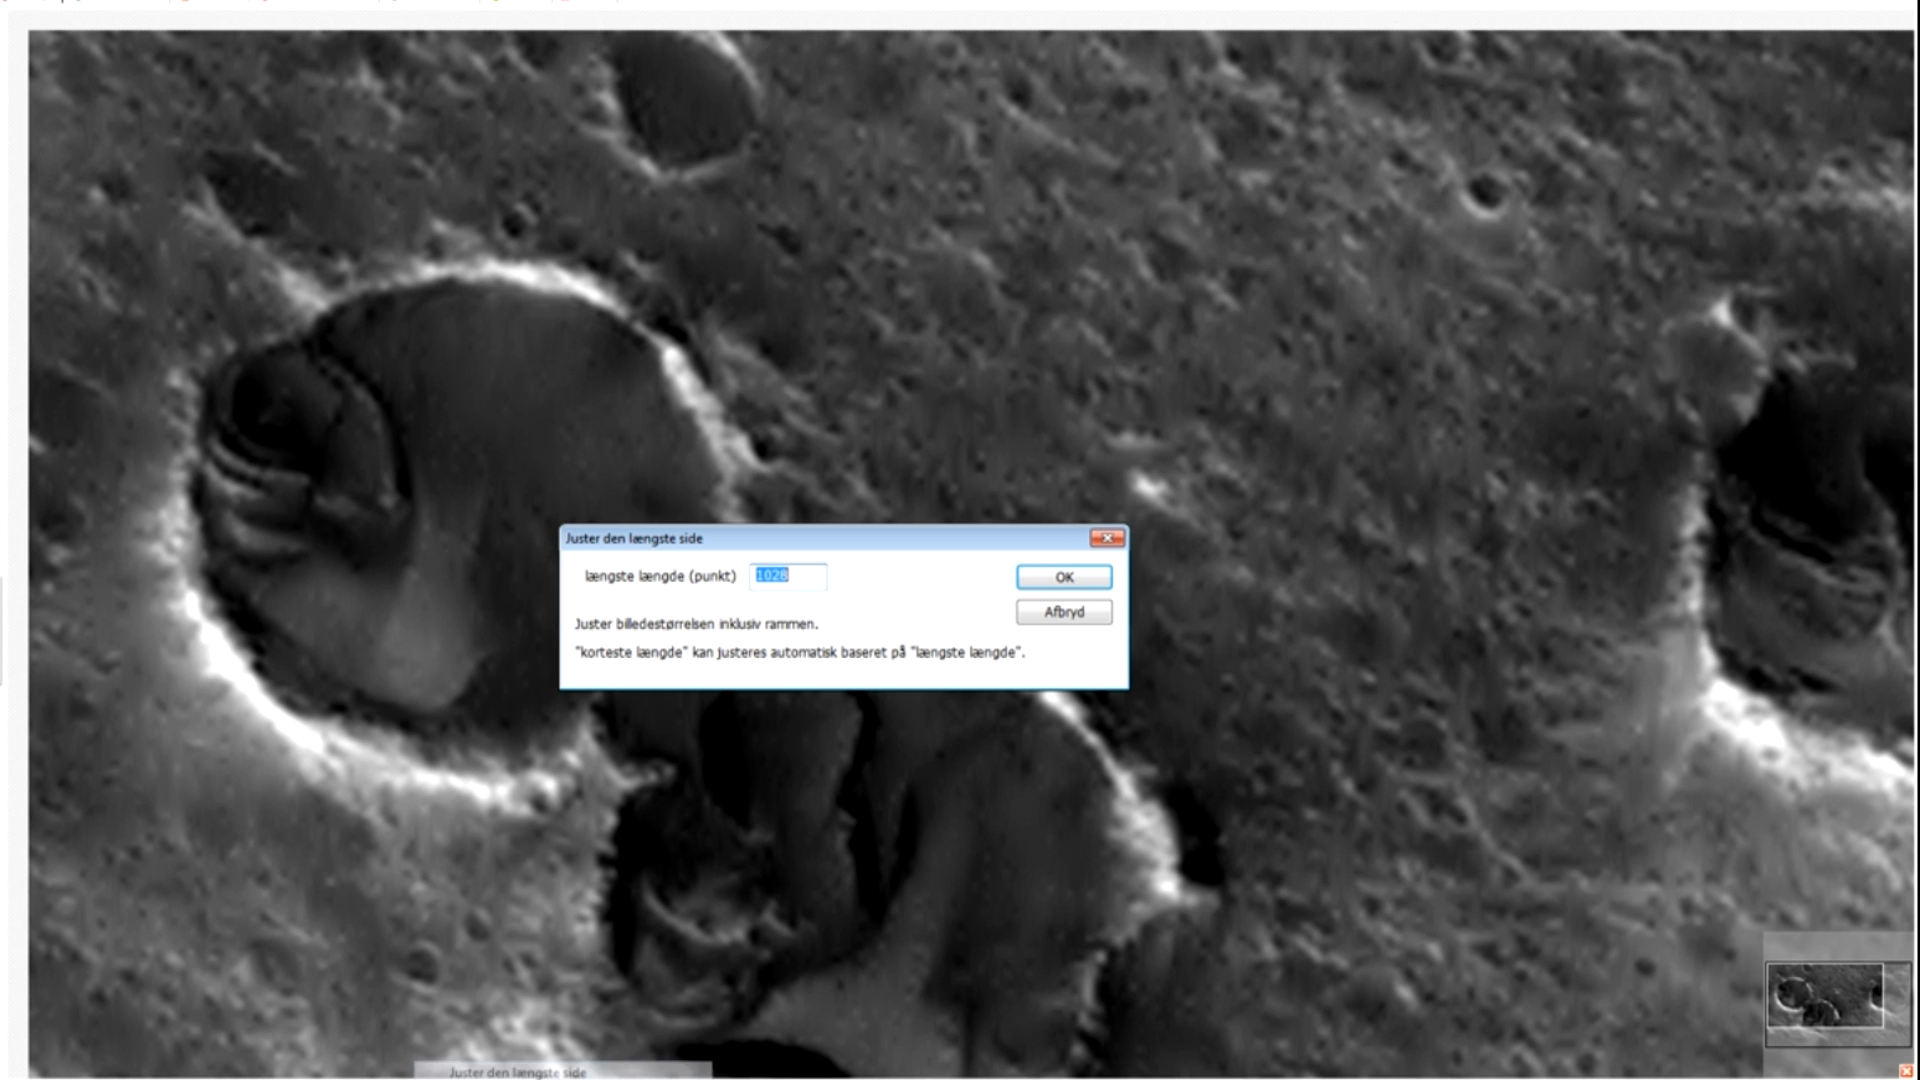 Juster den længste side
længste længde (punkt) 1028
OK
Afbryd
Juster billedestørrelsen inklusiv rammen.
"korteste længde" kan justeres automatisk baseret på "længste længde".
Juster den længste side